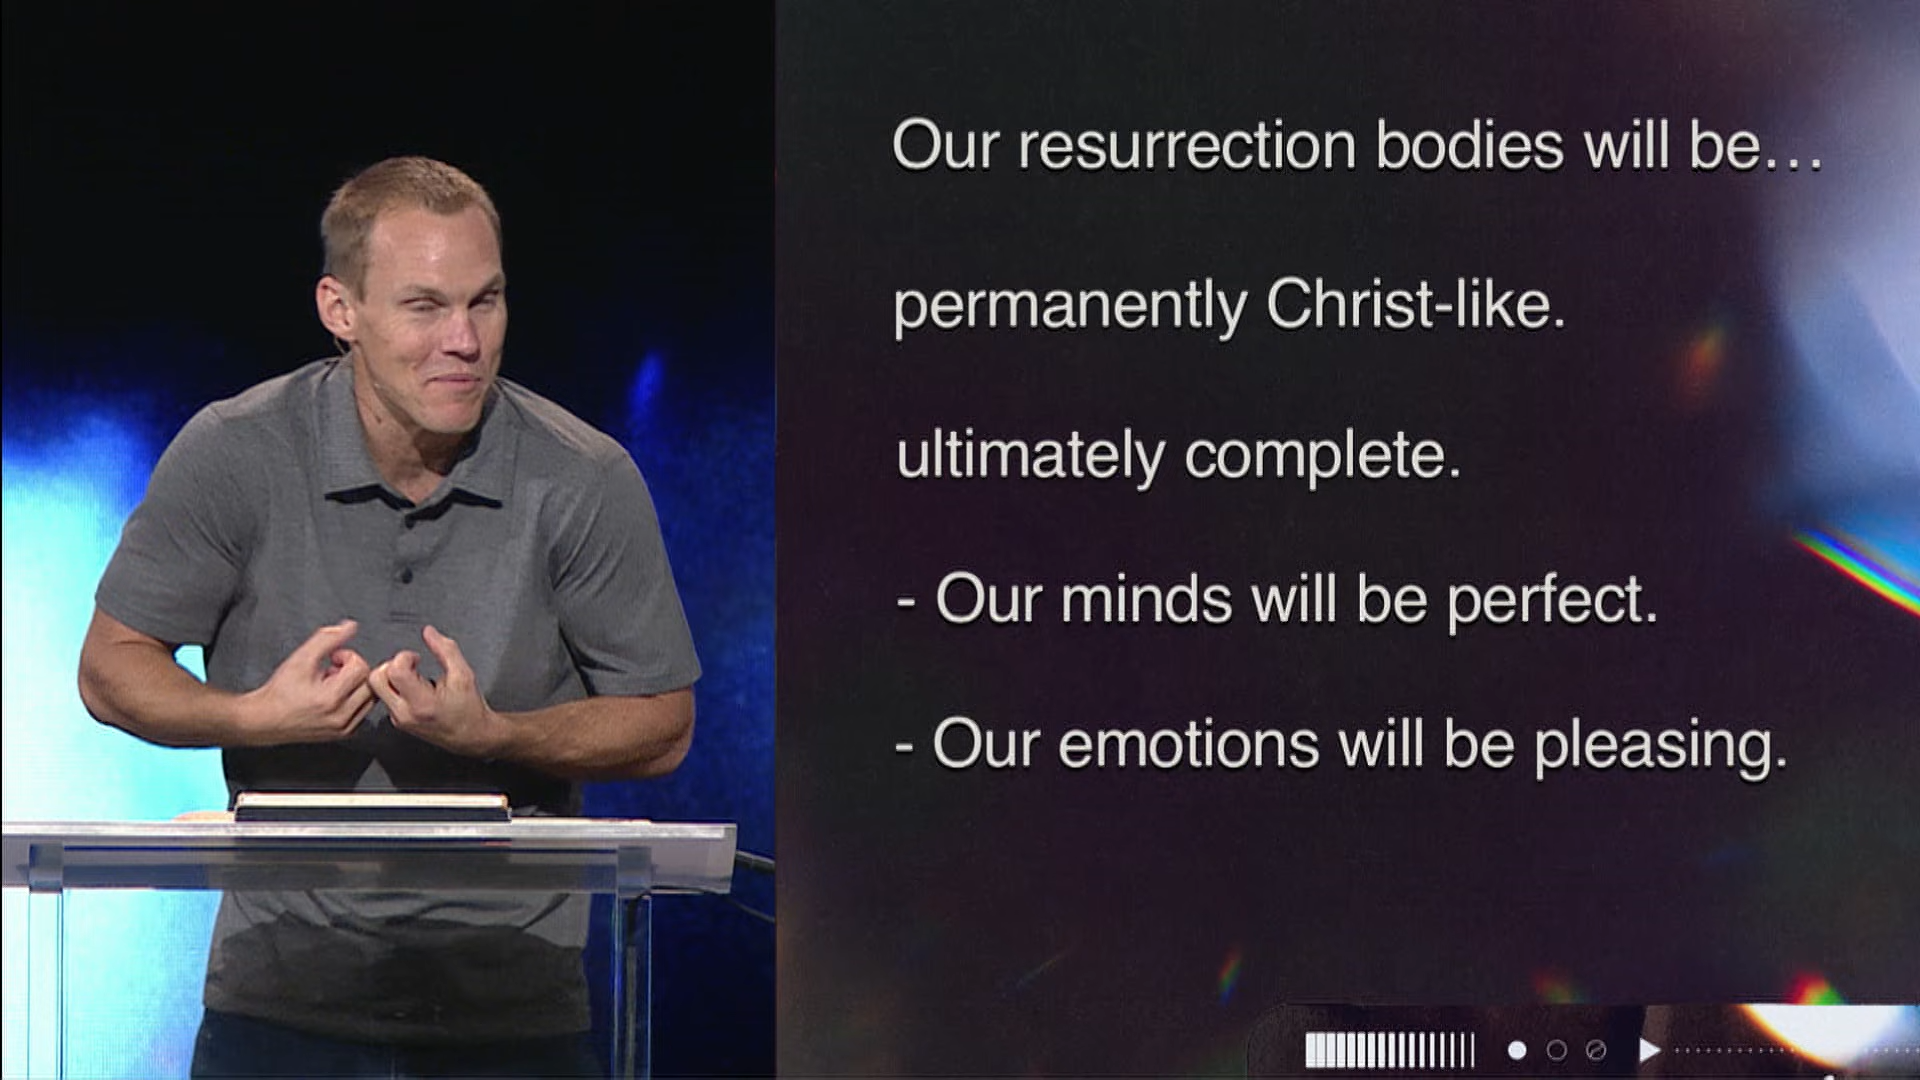 Our resurrection bodies will be…
permanently Christ-like.
ultimately complete.
- Our minds will be perfect.
- Our emotions will be pleasing.